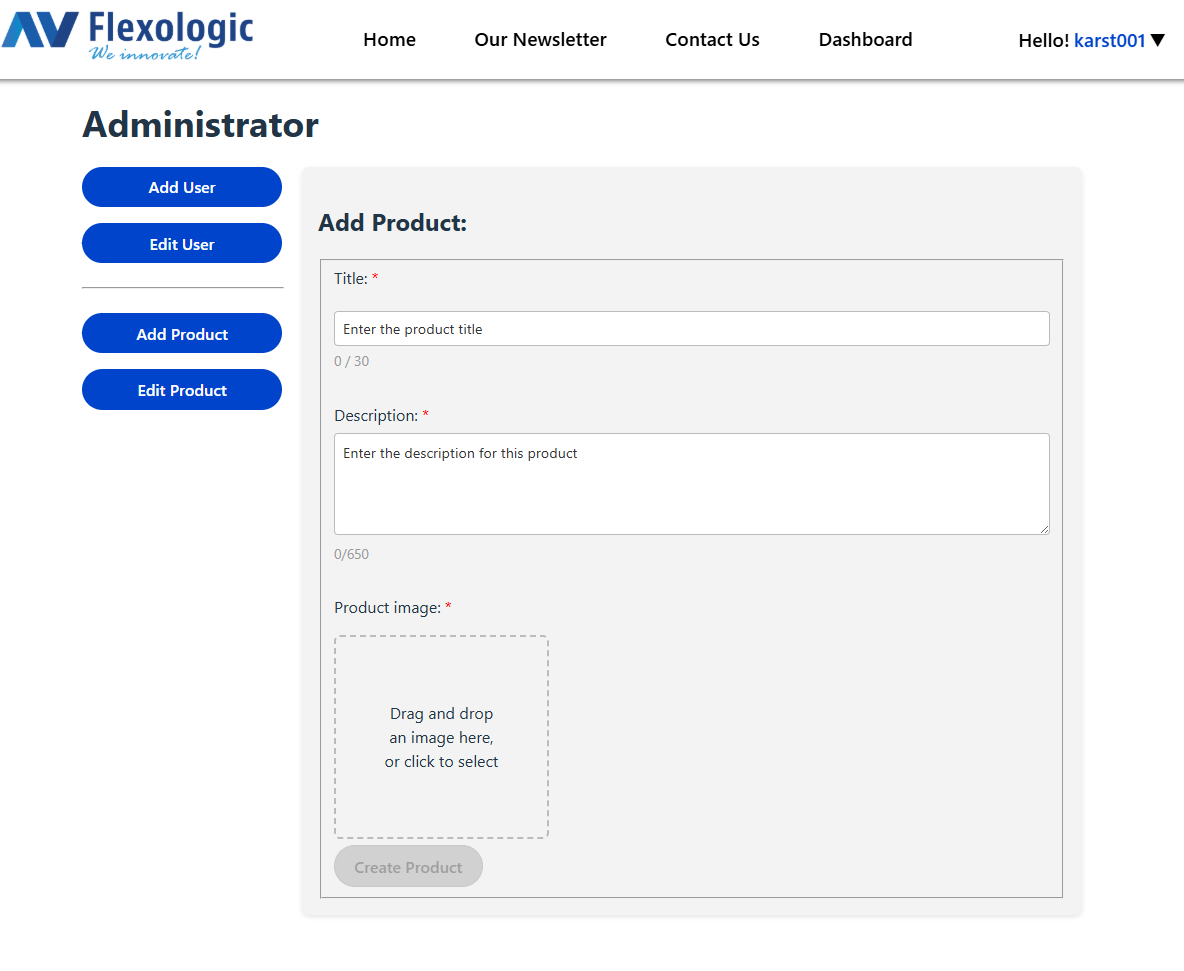 AV Flexologic
We innovate!
Home Our Newsletter Contact Us Dashboard Hello! karst001 ▼
Administrator
Add User
Edit User
Add Product
Edit Product
Add Product:
Title: *
Enter the product title
0 / 30
Description: *
Enter the description for this product
0/650
Product image: *
Drag and drop
an image here,
or click to select
Create Product